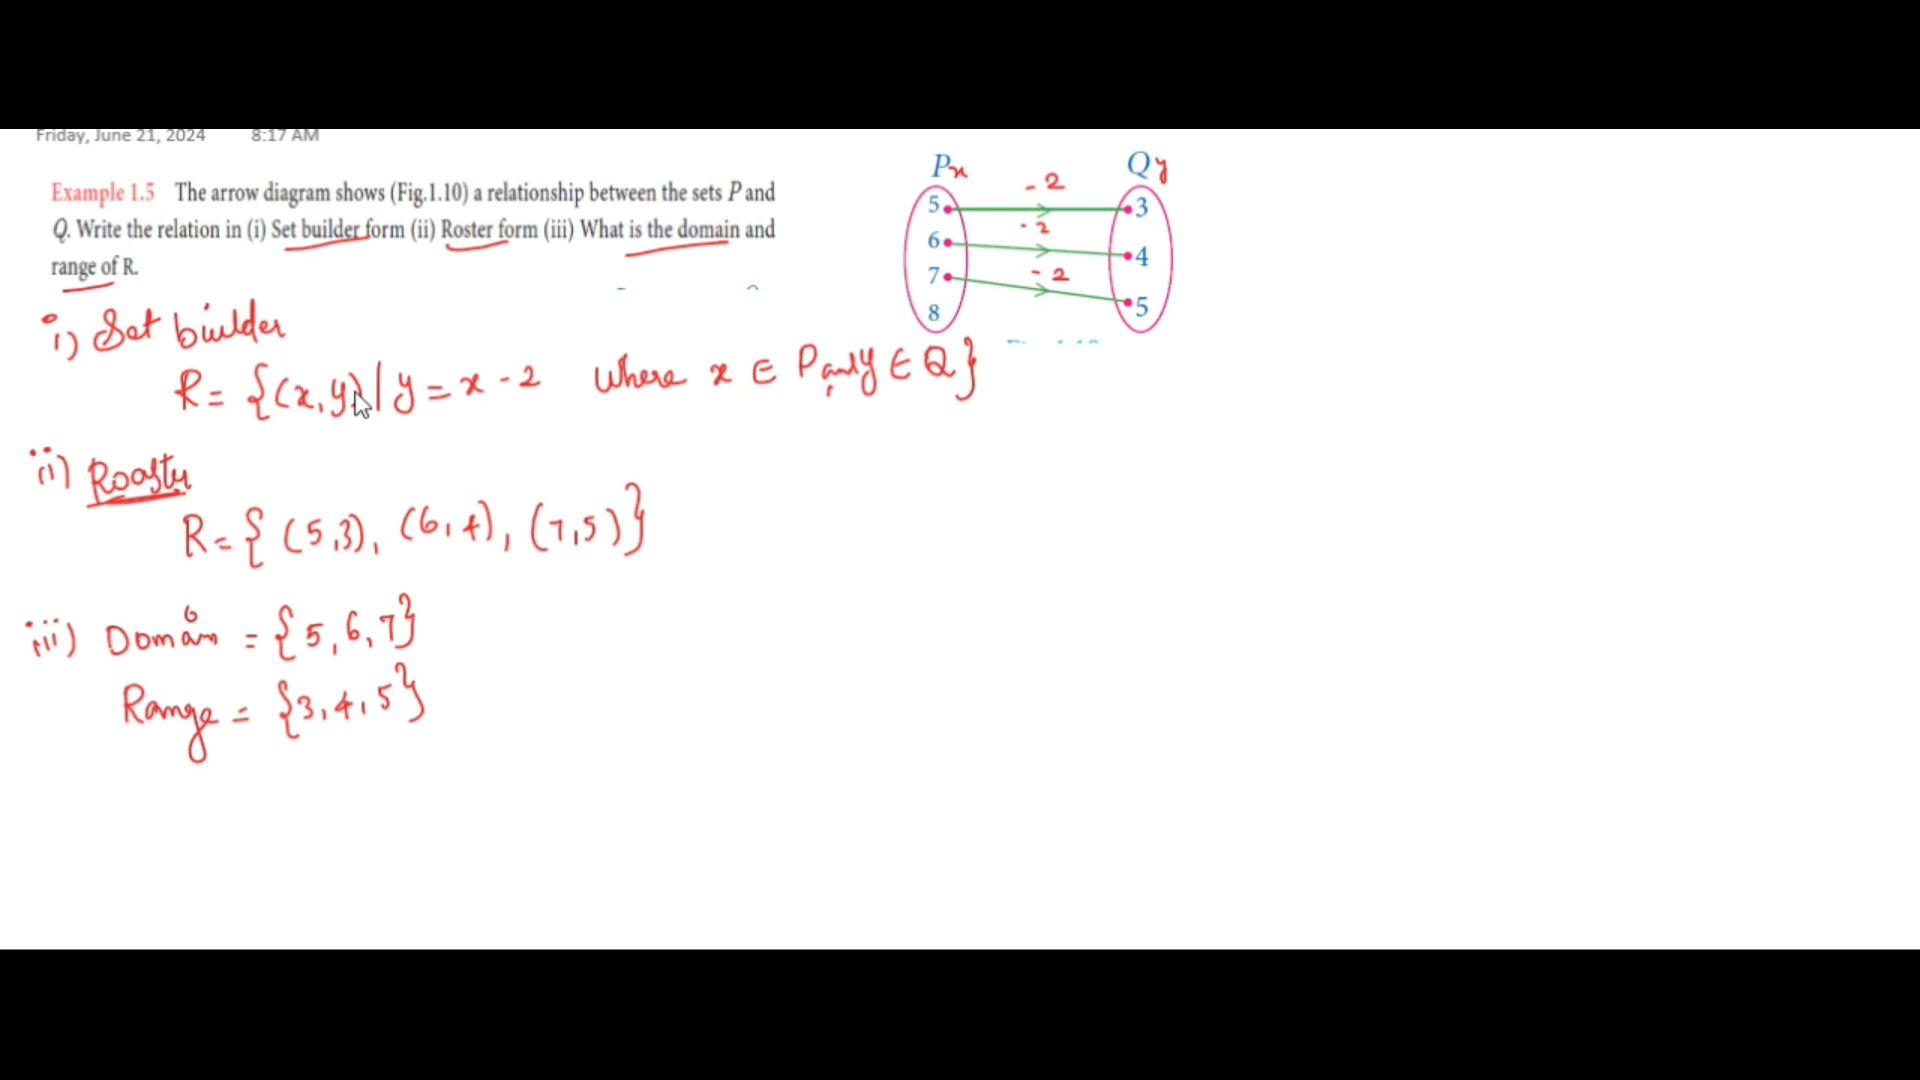 Friday, June 21, 2024 8:17 AM
Example 1.5 The arrow diagram shows (Fig.1.10) a relationship between the sets P and
Q. Write the relation in (i) Set builder form (ii) Roster form (iii) What is the domain and
range of R.
P x Q y
5 - 2 3
6 - 2 4
7 - 2 5
8
i) Set builder
R = {(x, y) | y = x - 2 where x ∈ P and y ∈ Q}
ii) Roaster
R = { (5,3), (6,4), (7,5) }
iii) Domain = {5, 6, 7}
Range = {3, 4, 5}